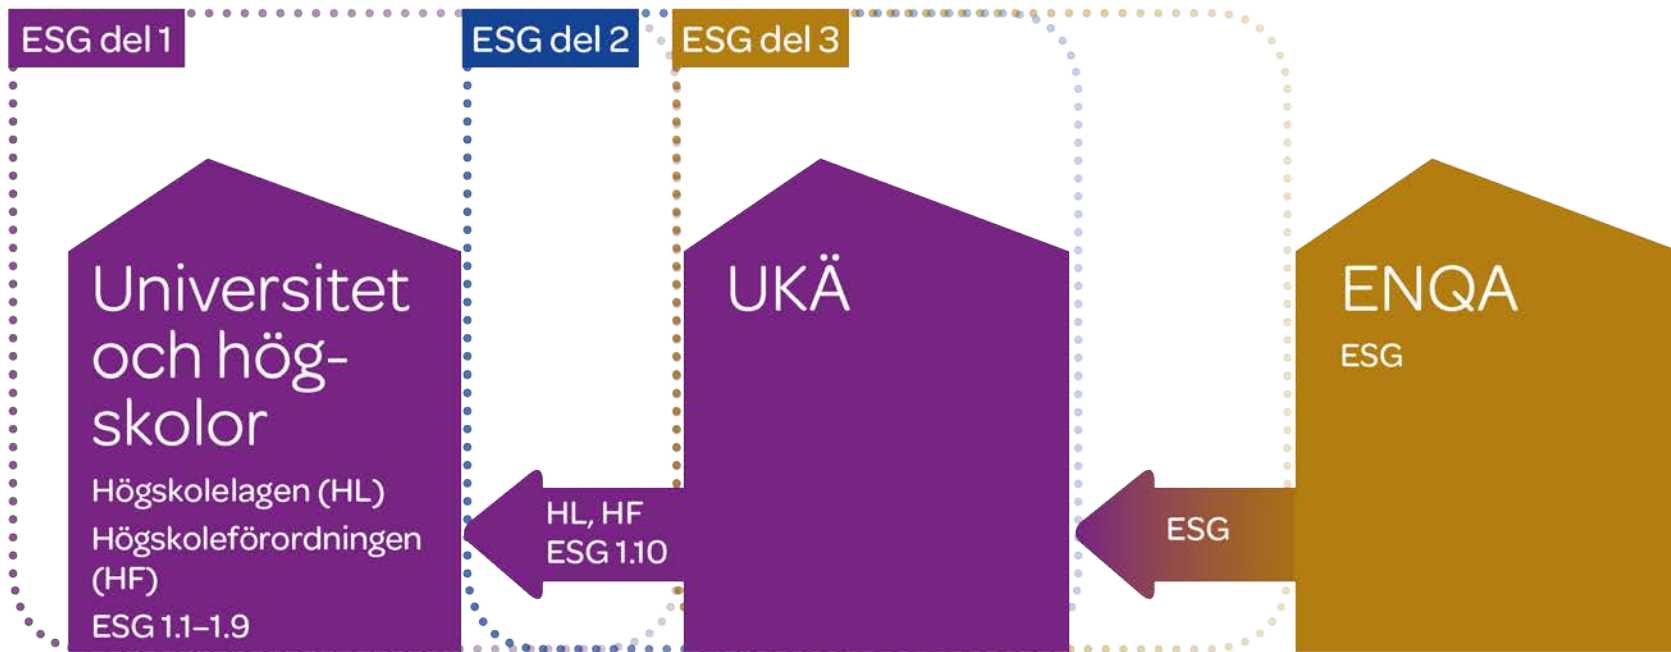 ESG del 1
ESG del 2
ESG del 3
Universitet
och hög-
skolor
Högskolelagen (HL)
Högskoleförordningen
(HF)
ESG 1.1–1.9
HL, HF
ESG 1.10
UKÄ
ESG
ENQA
ESG